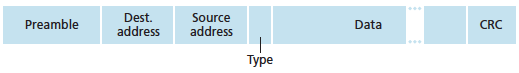 Preamble
Dest.
address
Source
address
Data
CRC
Type